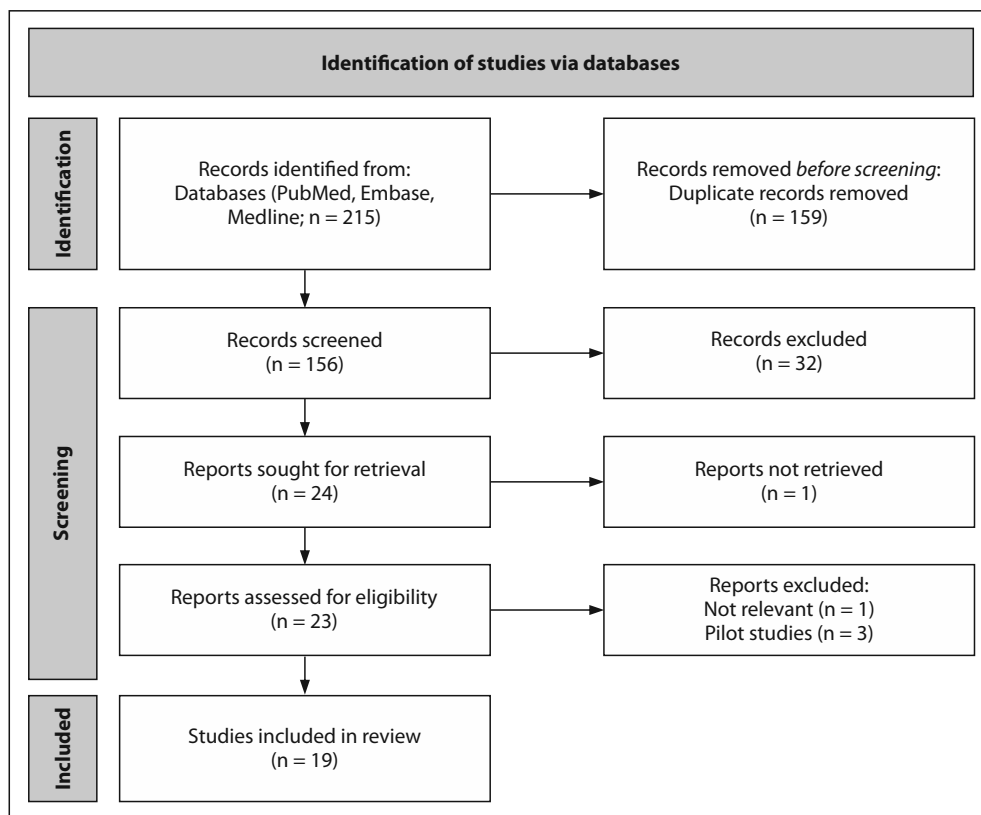 Identification of studies via databases
Identification
Records identified from:
Databases (PubMed, Embase,
Medline; n = 215)
Records removed before screening:
Duplicate records removed
(n = 159)
Screening
Records screened
(n = 156)
Records excluded
(n = 32)
Reports sought for retrieval
(n = 24)
Reports not retrieved
(n = 1)
Reports assessed for eligibility
(n = 23)
Reports excluded:
Not relevant (n = 1)
Pilot studies (n = 3)
Included
Studies included in review
(n = 19)